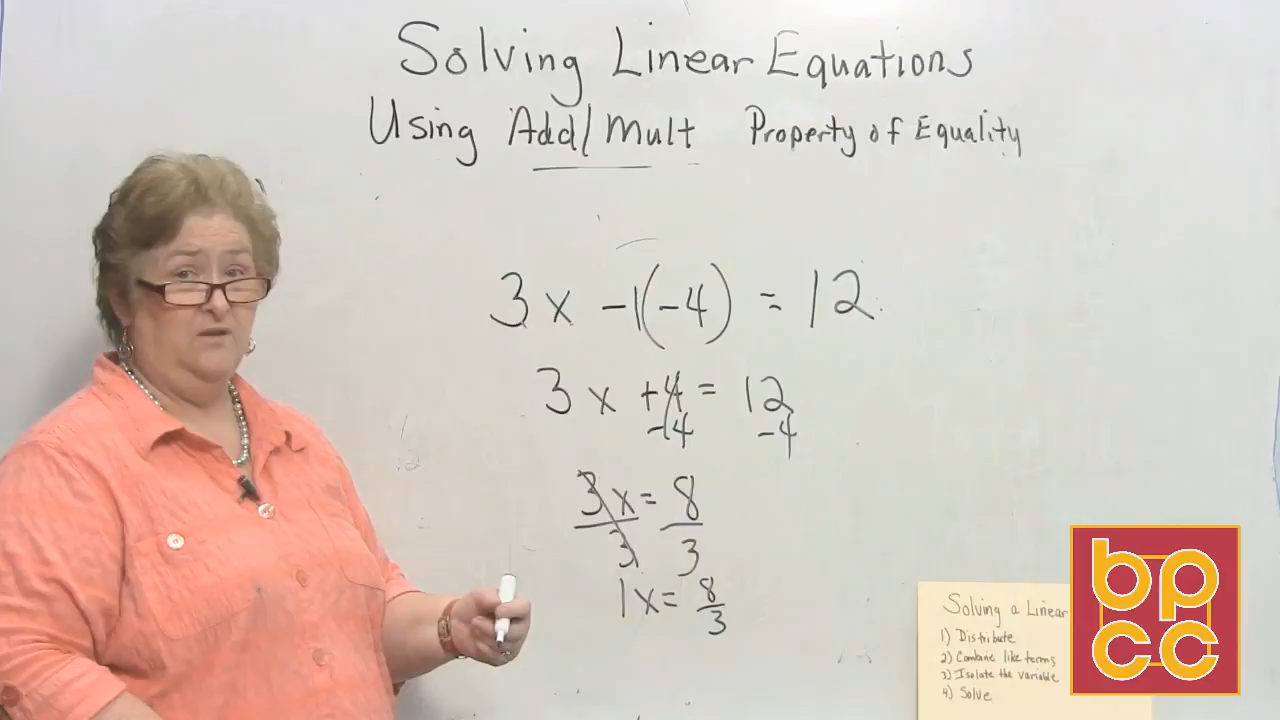 Solving Linear Equations
Using Add/Mult Property of Equality
3x -1(-4) = 12
3x +4 = 12
-4 -4
3x = 8
3 3
1x = 8/3
Solving a Linear
1) Distribute
2) Combine like terms
3) Isolate the variable
4) Solve
bp
cc